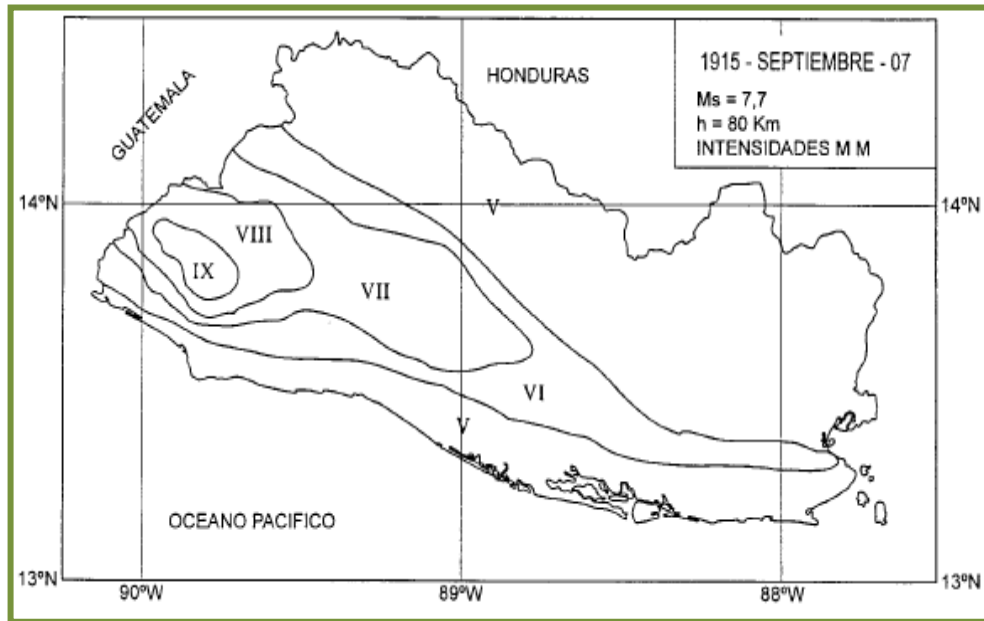 1915 - SEPTIEMBRE - 07
Ms = 7,7
h = 80 Km
INTENSIDADES M M
HONDURAS
GUATEMALA
14ºN
14ºN
V
VIII
IX
VII
VI
V
OCEANO PACIFICO
13ºN
13ºN
90ºW
89ºW
88ºW